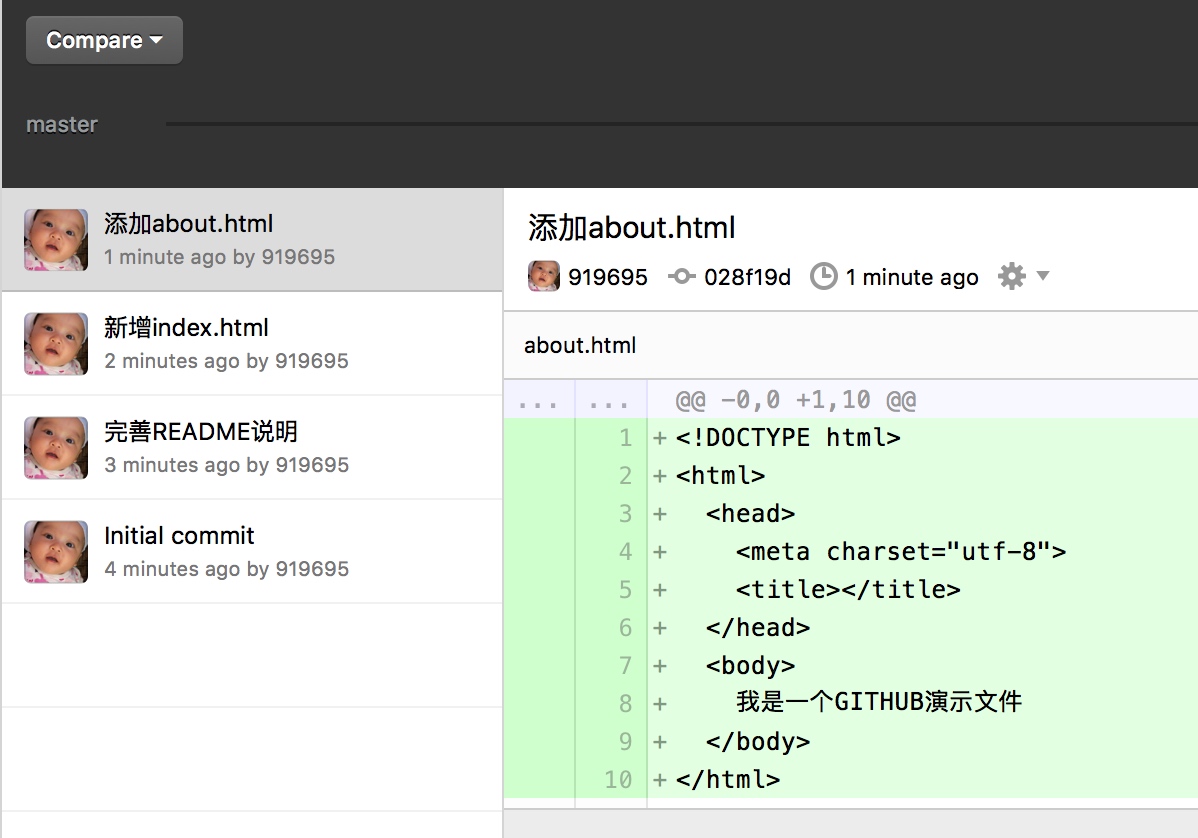 Compare
master
添加about.html
1 minute ago by 919695
新增index.html
2 minutes ago by 919695
完善README说明
3 minutes ago by 919695
Initial commit
4 minutes ago by 919695
添加about.html
919695 028f19d 1 minute ago
about.html
... ... @@ -0,0 +1,10 @@
1 +<!DOCTYPE html>
2 +<html>
3 +  <head>
4 +    <meta charset="utf-8">
5 +    <title></title>
6 +  </head>
7 +  <body>
8 +    我是一个GITHUB演示文件
9 +  </body>
10 +</html>